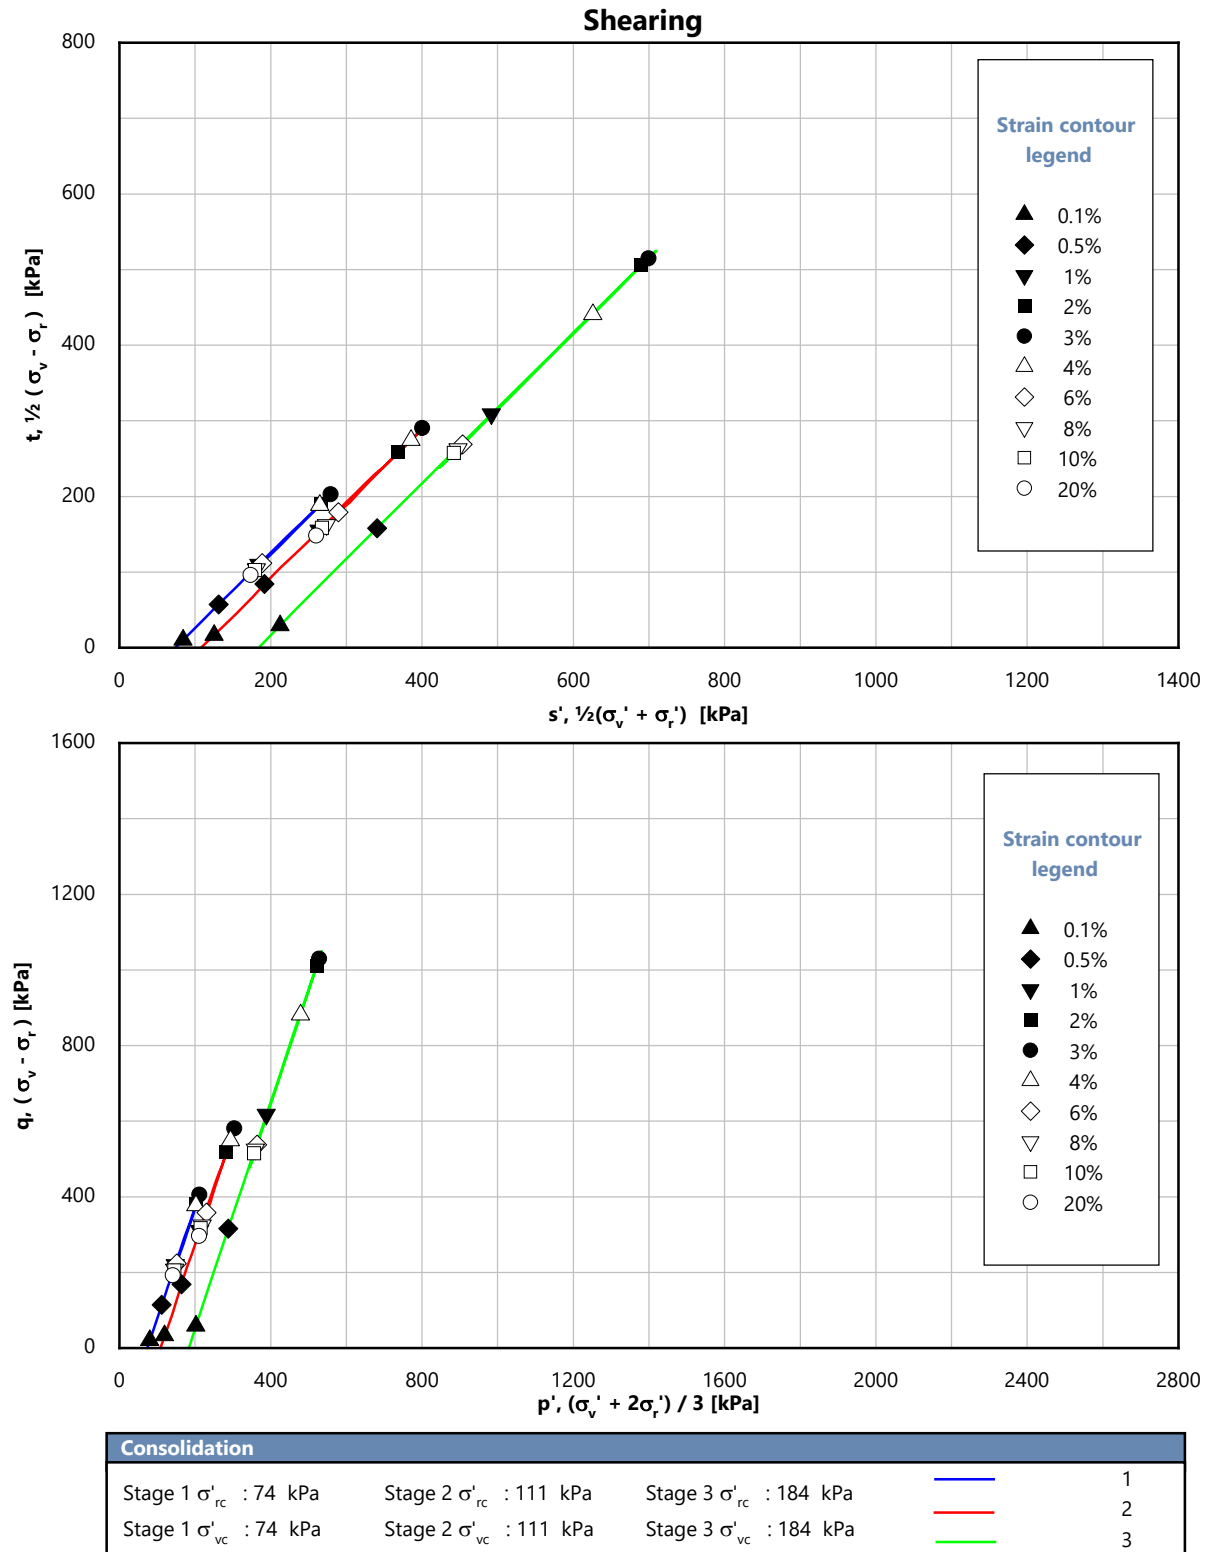 Shearing
800
600
400
200
0
t, ½ ( σv - σr ) [kPa]
Strain contour
legend
0.1%
0.5%
1%
2%
3%
4%
6%
8%
10%
20%
0 200 400 600 800 1000 1200 1400
s', ½(σv' + σr') [kPa]
1600
1200
800
400
0
q, ( σv - σr ) [kPa]
Strain contour
legend
0.1%
0.5%
1%
2%
3%
4%
6%
8%
10%
20%
0 400 800 1200 1600 2000 2400 2800
p', (σv' + 2σr') / 3 [kPa]
Consolidation
Stage 1 σ'rc : 74 kPa Stage 2 σ'rc : 111 kPa Stage 3 σ'rc : 184 kPa
Stage 1 σ'vc : 74 kPa Stage 2 σ'vc : 111 kPa Stage 3 σ'vc : 184 kPa
1
2
3